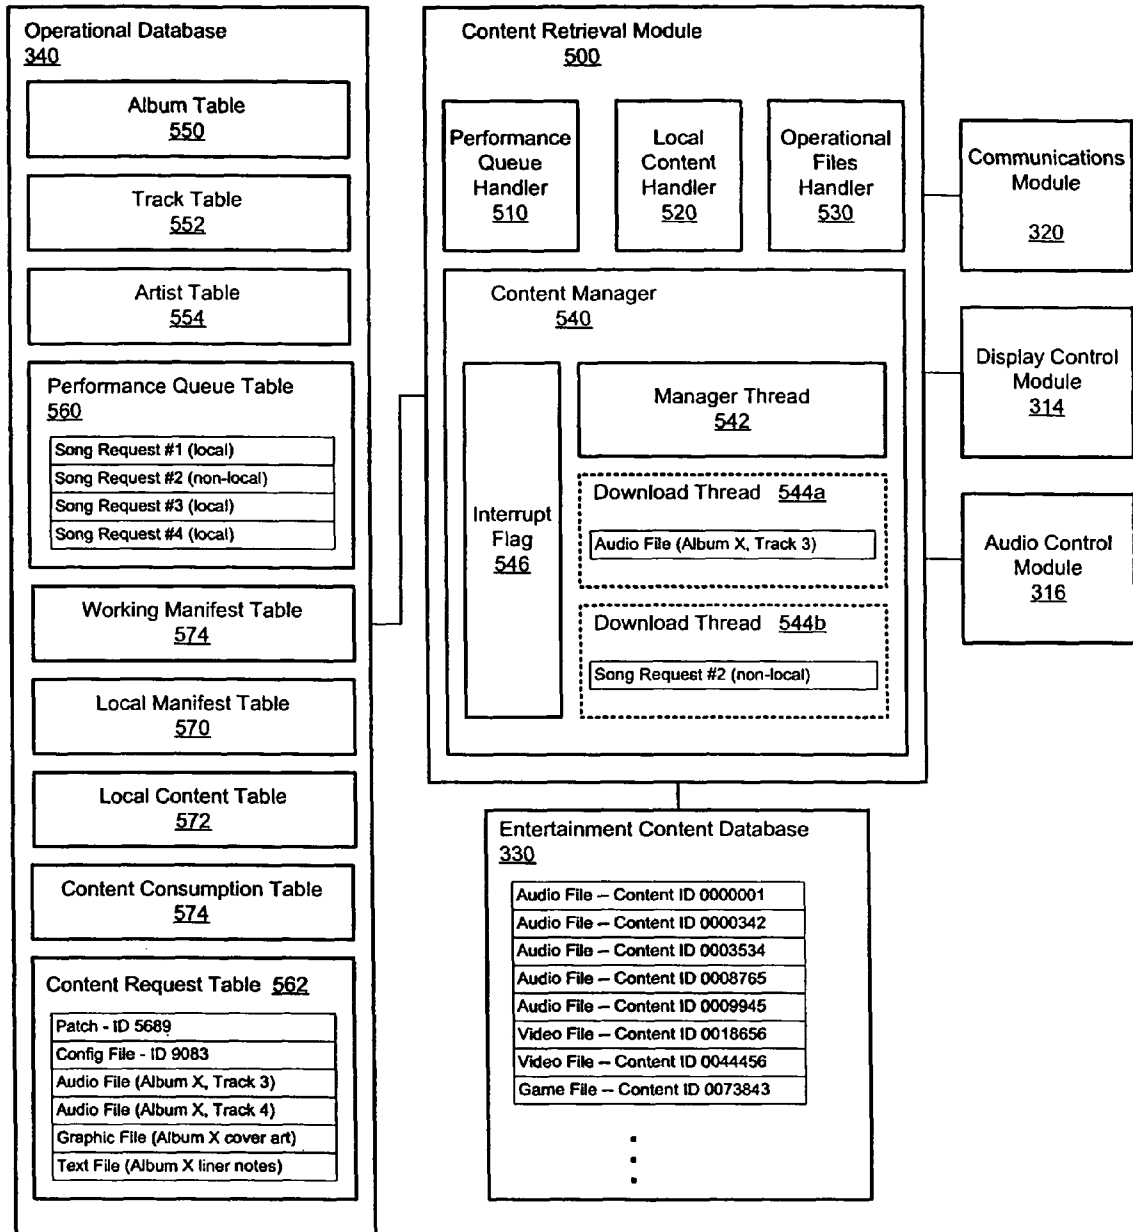 Operational Database
340
Album Table
550
Track Table
552
Artist Table
554
Performance Queue Table
560
Song Request #1 (local)
Song Request #2 (non-local)
Song Request #3 (local)
Song Request #4 (local)
Working Manifest Table
574
Local Manifest Table
570
Local Content Table
572
Content Consumption Table
574
Content Request Table 562
Patch - ID 5689
Config File - ID 9083
Audio File (Album X, Track 3)
Audio File (Album X, Track 4)
Graphic File (Album X cover art)
Text File (Album X liner notes)
Content Retrieval Module
500
Performance
Queue
Handler
510
Local
Content
Handler
520
Operational
Files
Handler
530
Content Manager
540
Interrupt
Flag
546
Manager Thread
542
Download Thread 544a
Audio File (Album X, Track 3)
Download Thread 544b
Song Request #2 (non-local)
Communications
Module
320
Display Control
Module
314
Audio Control
Module
316
Entertainment Content Database
330
Audio File – Content ID 0000001
Audio File – Content ID 0000342
Audio File – Content ID 0003534
Audio File – Content ID 0008765
Audio File – Content ID 0009945
Video File – Content ID 0018656
Video File – Content ID 0044456
Game File – Content ID 0073843